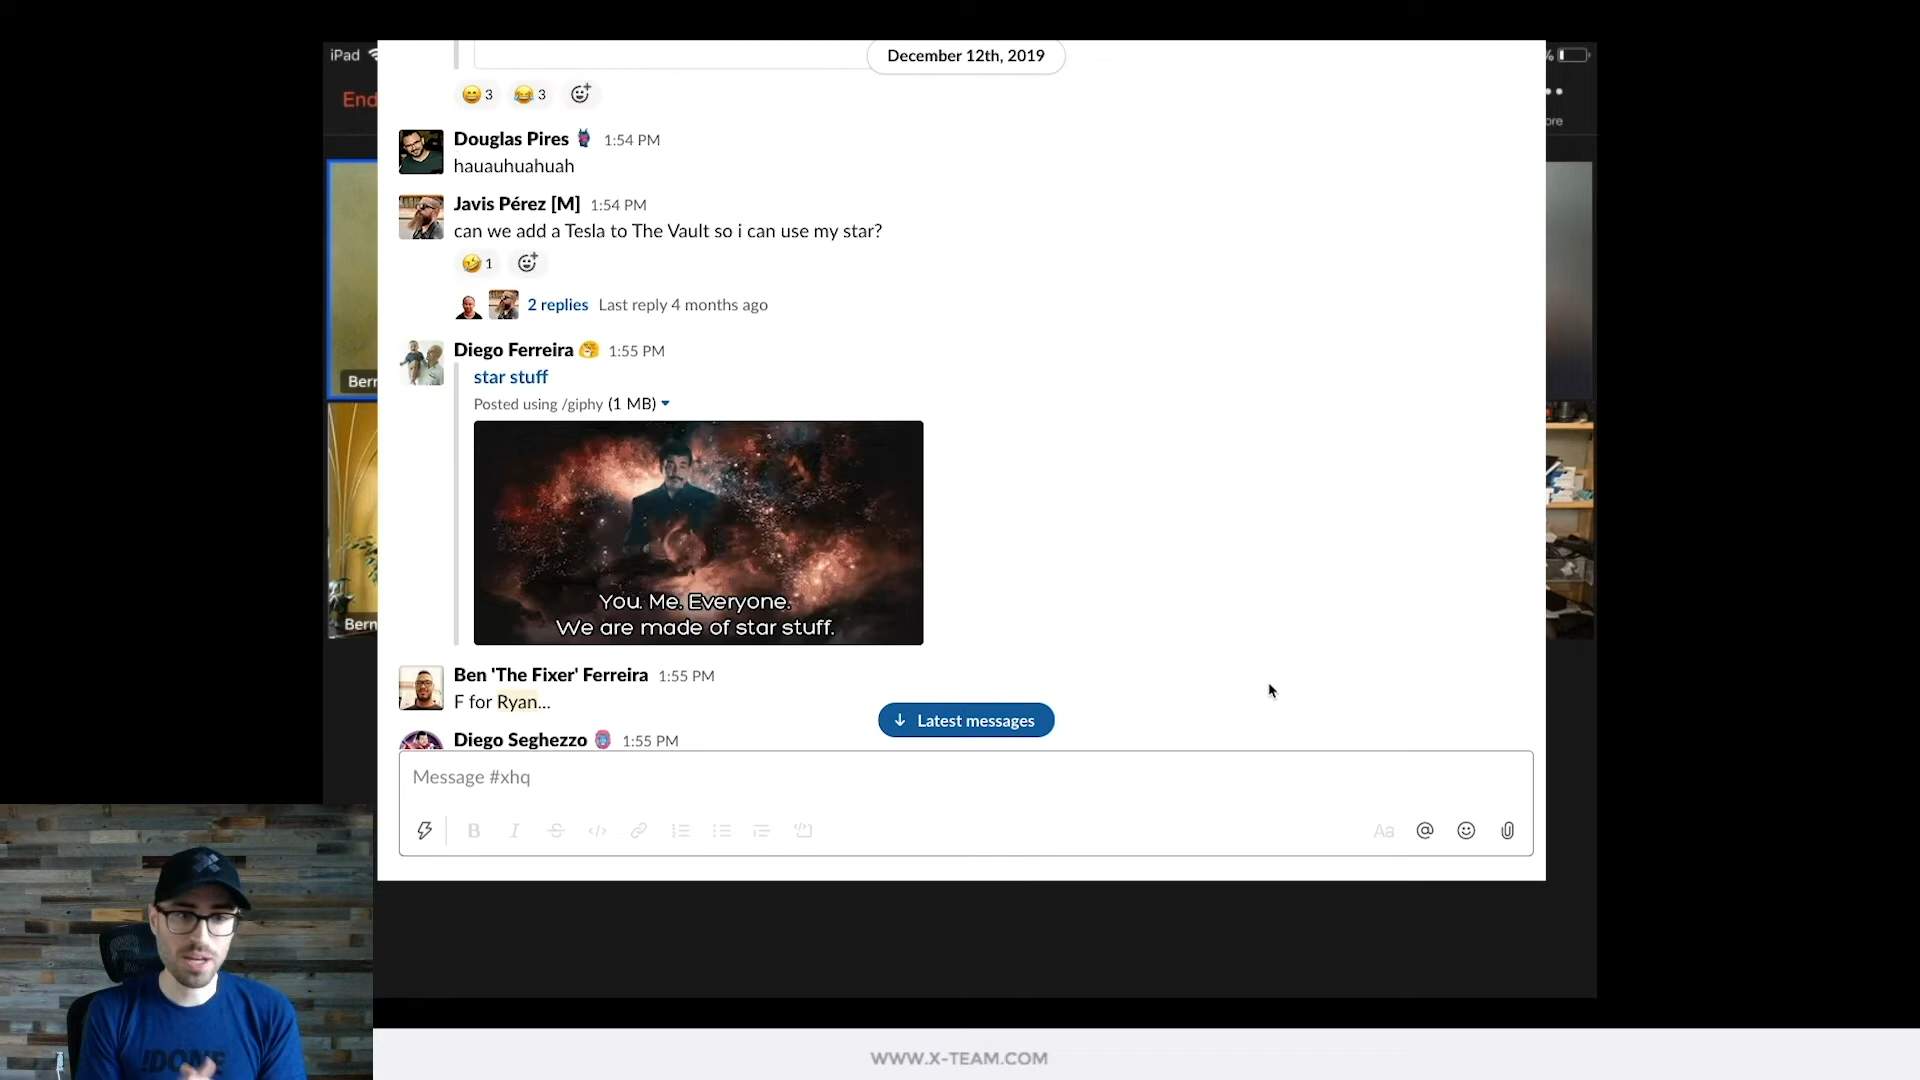 iPad
December 12th, 2019
%
End
3 3
ore
Douglas Pires 1:54 PM
hauauhuahuah
Javis Pérez [M] 1:54 PM
can we add a Tesla to The Vault so i can use my star?
1
2 replies Last reply 4 months ago
Diego Ferreira 1:55 PM
star stuff
Bern
Posted using /giphy (1 MB)
You. Me. Everyone.
We are made of star stuff.
Bern
Ben 'The Fixer' Ferreira 1:55 PM
F for Ryan...
Latest messages
Diego Seghezzo 1:55 PM
Message #xhq
B I S </> Aa @
!DONE
WWW.X-TEAM.COM